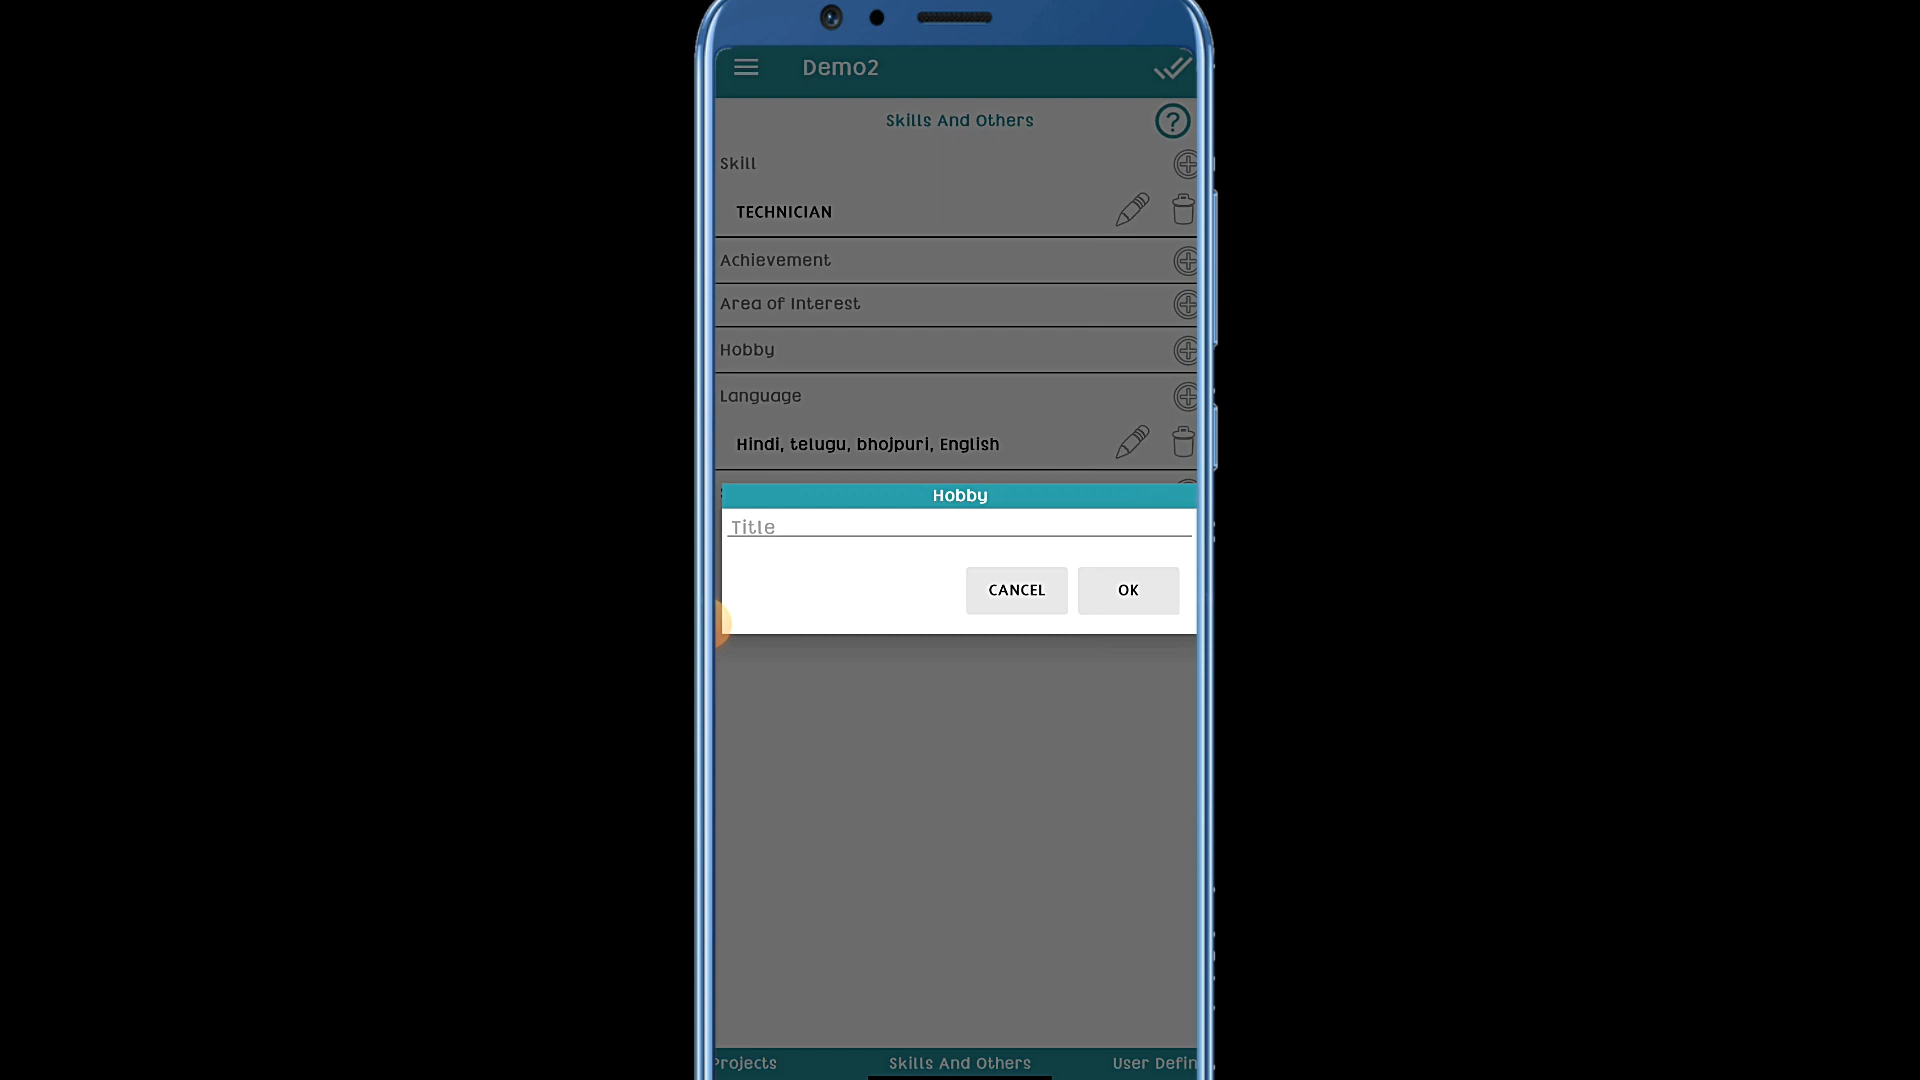 Demo2
Skills And Others
?
Skill
TECHNICIAN
Achievement
Area of Interest
Hobby
Language
Hindi, telugu, bhojpuri, English
Hobby
Title
CANCEL OK
Projects Skills And Others User Defin